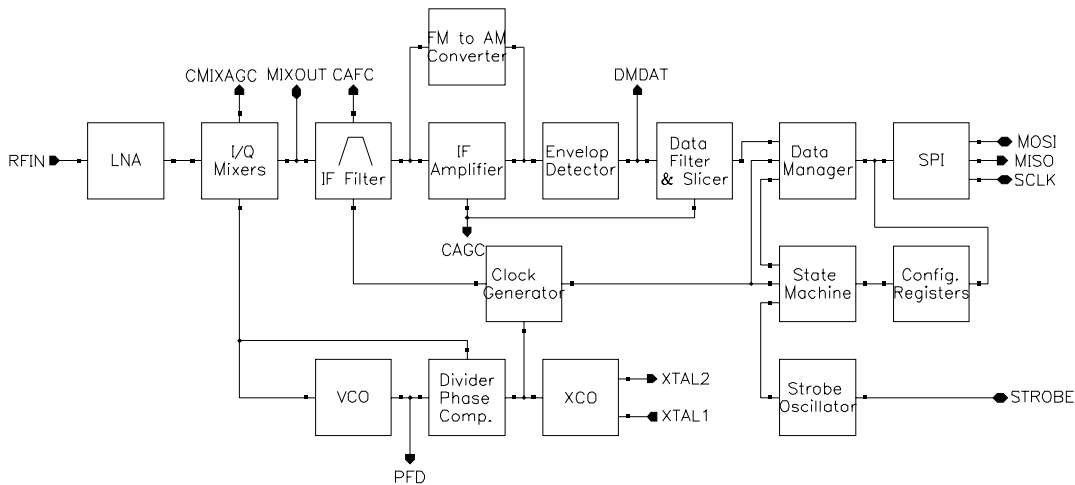 FM to AM
Converter
CMIXAGC
MIXOUT
CAFC
DMDAT
RFIN
LNA
I/Q
Mixers
IF Filter
IF
Amplifier
Envelop
Detector
Data
Filter
& Slicer
Data
Manager
SPI
MOSI
MISO
SCLK
CAGC
Clock
Generator
State
Machine
Config.
Registers
VCO
Divider
Phase
Comp.
XCO
XTAL2
XTAL1
Strobe
Oscillator
STROBE
PFD